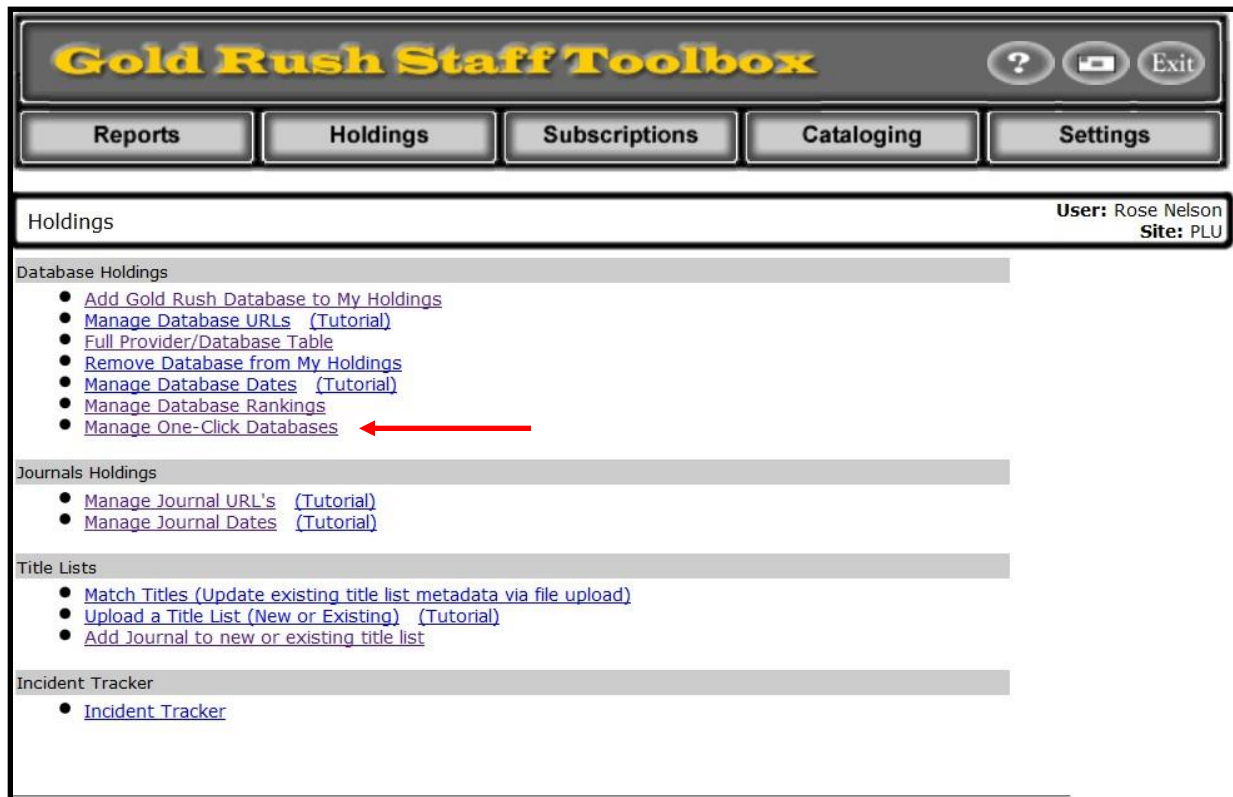 Gold Rush Staff Toolbox
? Exit
Reports Holdings Subscriptions Cataloging Settings
Holdings
User: Rose Nelson
Site: PLU
Database Holdings
Add Gold Rush Database to My Holdings
Manage Database URLs (Tutorial)
Full Provider/Database Table
Remove Database from My Holdings
Manage Database Dates (Tutorial)
Manage Database Rankings
Manage One-Click Databases
Journals Holdings
Manage Journal URL's (Tutorial)
Manage Journal Dates (Tutorial)
Title Lists
Match Titles (Update existing title list metadata via file upload)
Upload a Title List (New or Existing) (Tutorial)
Add Journal to new or existing title list
Incident Tracker
Incident Tracker